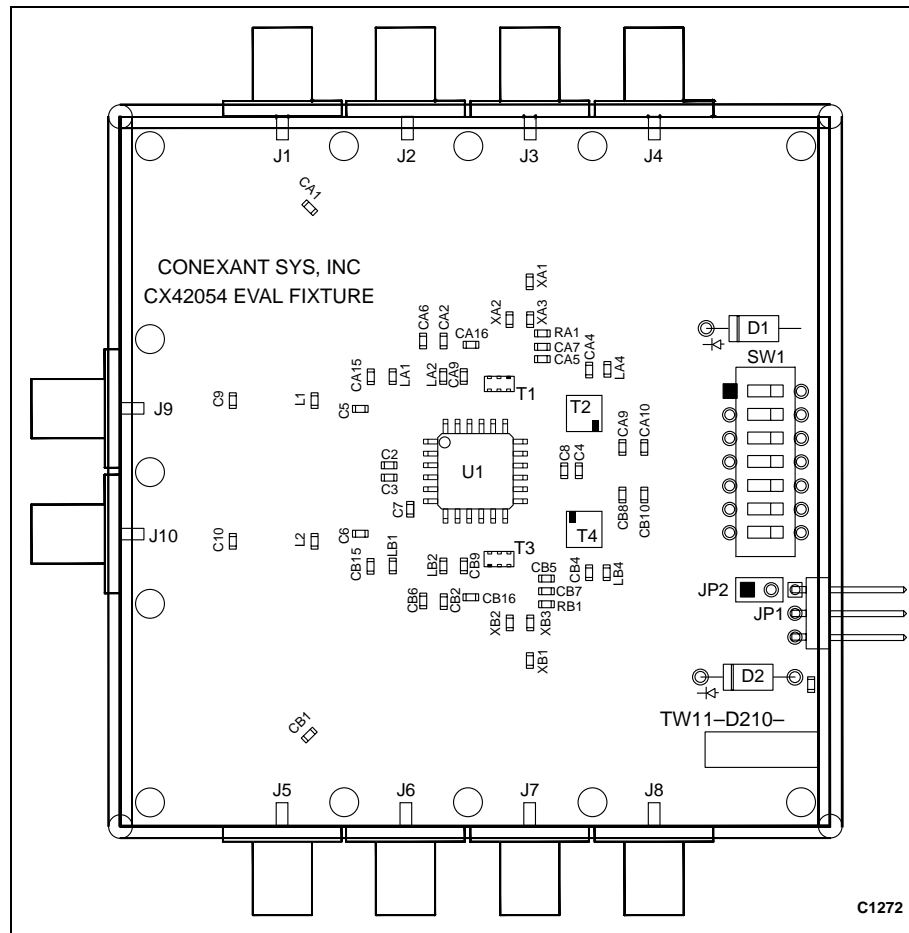 J1 J2 J3 J4
CA1
CONEXANT SYS, INC
CX42054 EVAL FIXTURE
XA1
XA2 XA3
CA6 CA2
CA16
RA1
CA7
CA5
D1
SW1
CA15 LA1 LA2 CA9
CA4 LA4
T1
J9
C9
L1
C5
T2
CA9 CA10
C2
C3
U1
C8 C4
C7
CB8 CB10
J10
C10
L2
C6
T4
T3
CB15 LB1 LB2 CB9
CB5
CB4 LB4
CB7
RB1
CB6 CB2 CB16
XB2 XB3
XB1
JP2
JP1
D2
CB1
TW11–D210–
J5 J6 J7 J8
C1272